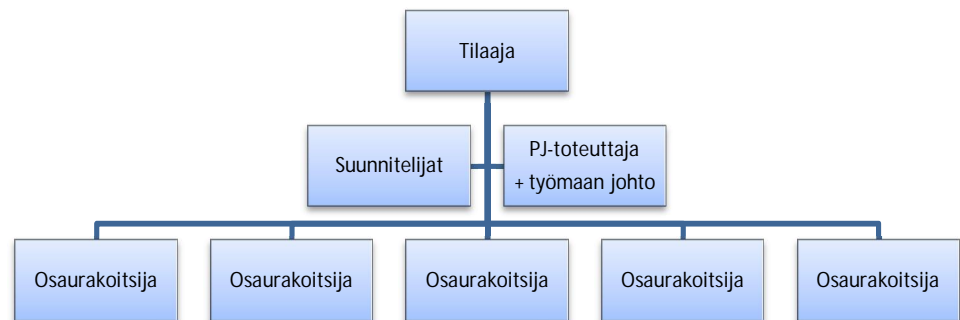 Tilaaja
Suunnitelijat
PJ-toteuttaja
+ työmaan johto
Osaurakoitsija
Osaurakoitsija
Osaurakoitsija
Osaurakoitsija
Osaurakoitsija